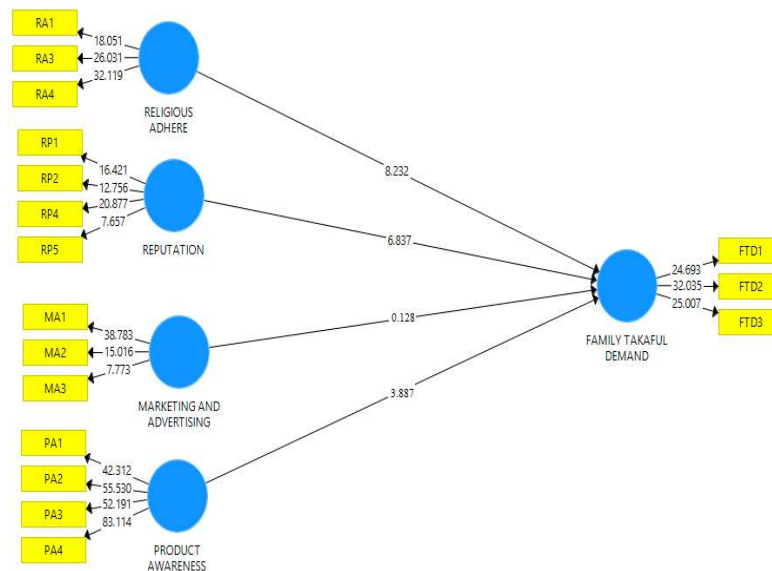 RA1
18.051
RA3
26.031
RA4
32.119
RELIGIOUS
ADHERE
RP1
16.421
RP2
12.756
RP4
20.877
RP5
7.657
REPUTATION
MA1
38.783
MA2
15.016
MA3
7.773
MARKETING AND
ADVERTISING
PA1
42.312
PA2
55.530
PA3
52.191
PA4
83.114
PRODUCT
AWARENESS
8.232
6.837
0.128
3.887
FAMILY TAKAFUL
DEMAND
24.693
FTD1
32.035
FTD2
25.007
FTD3